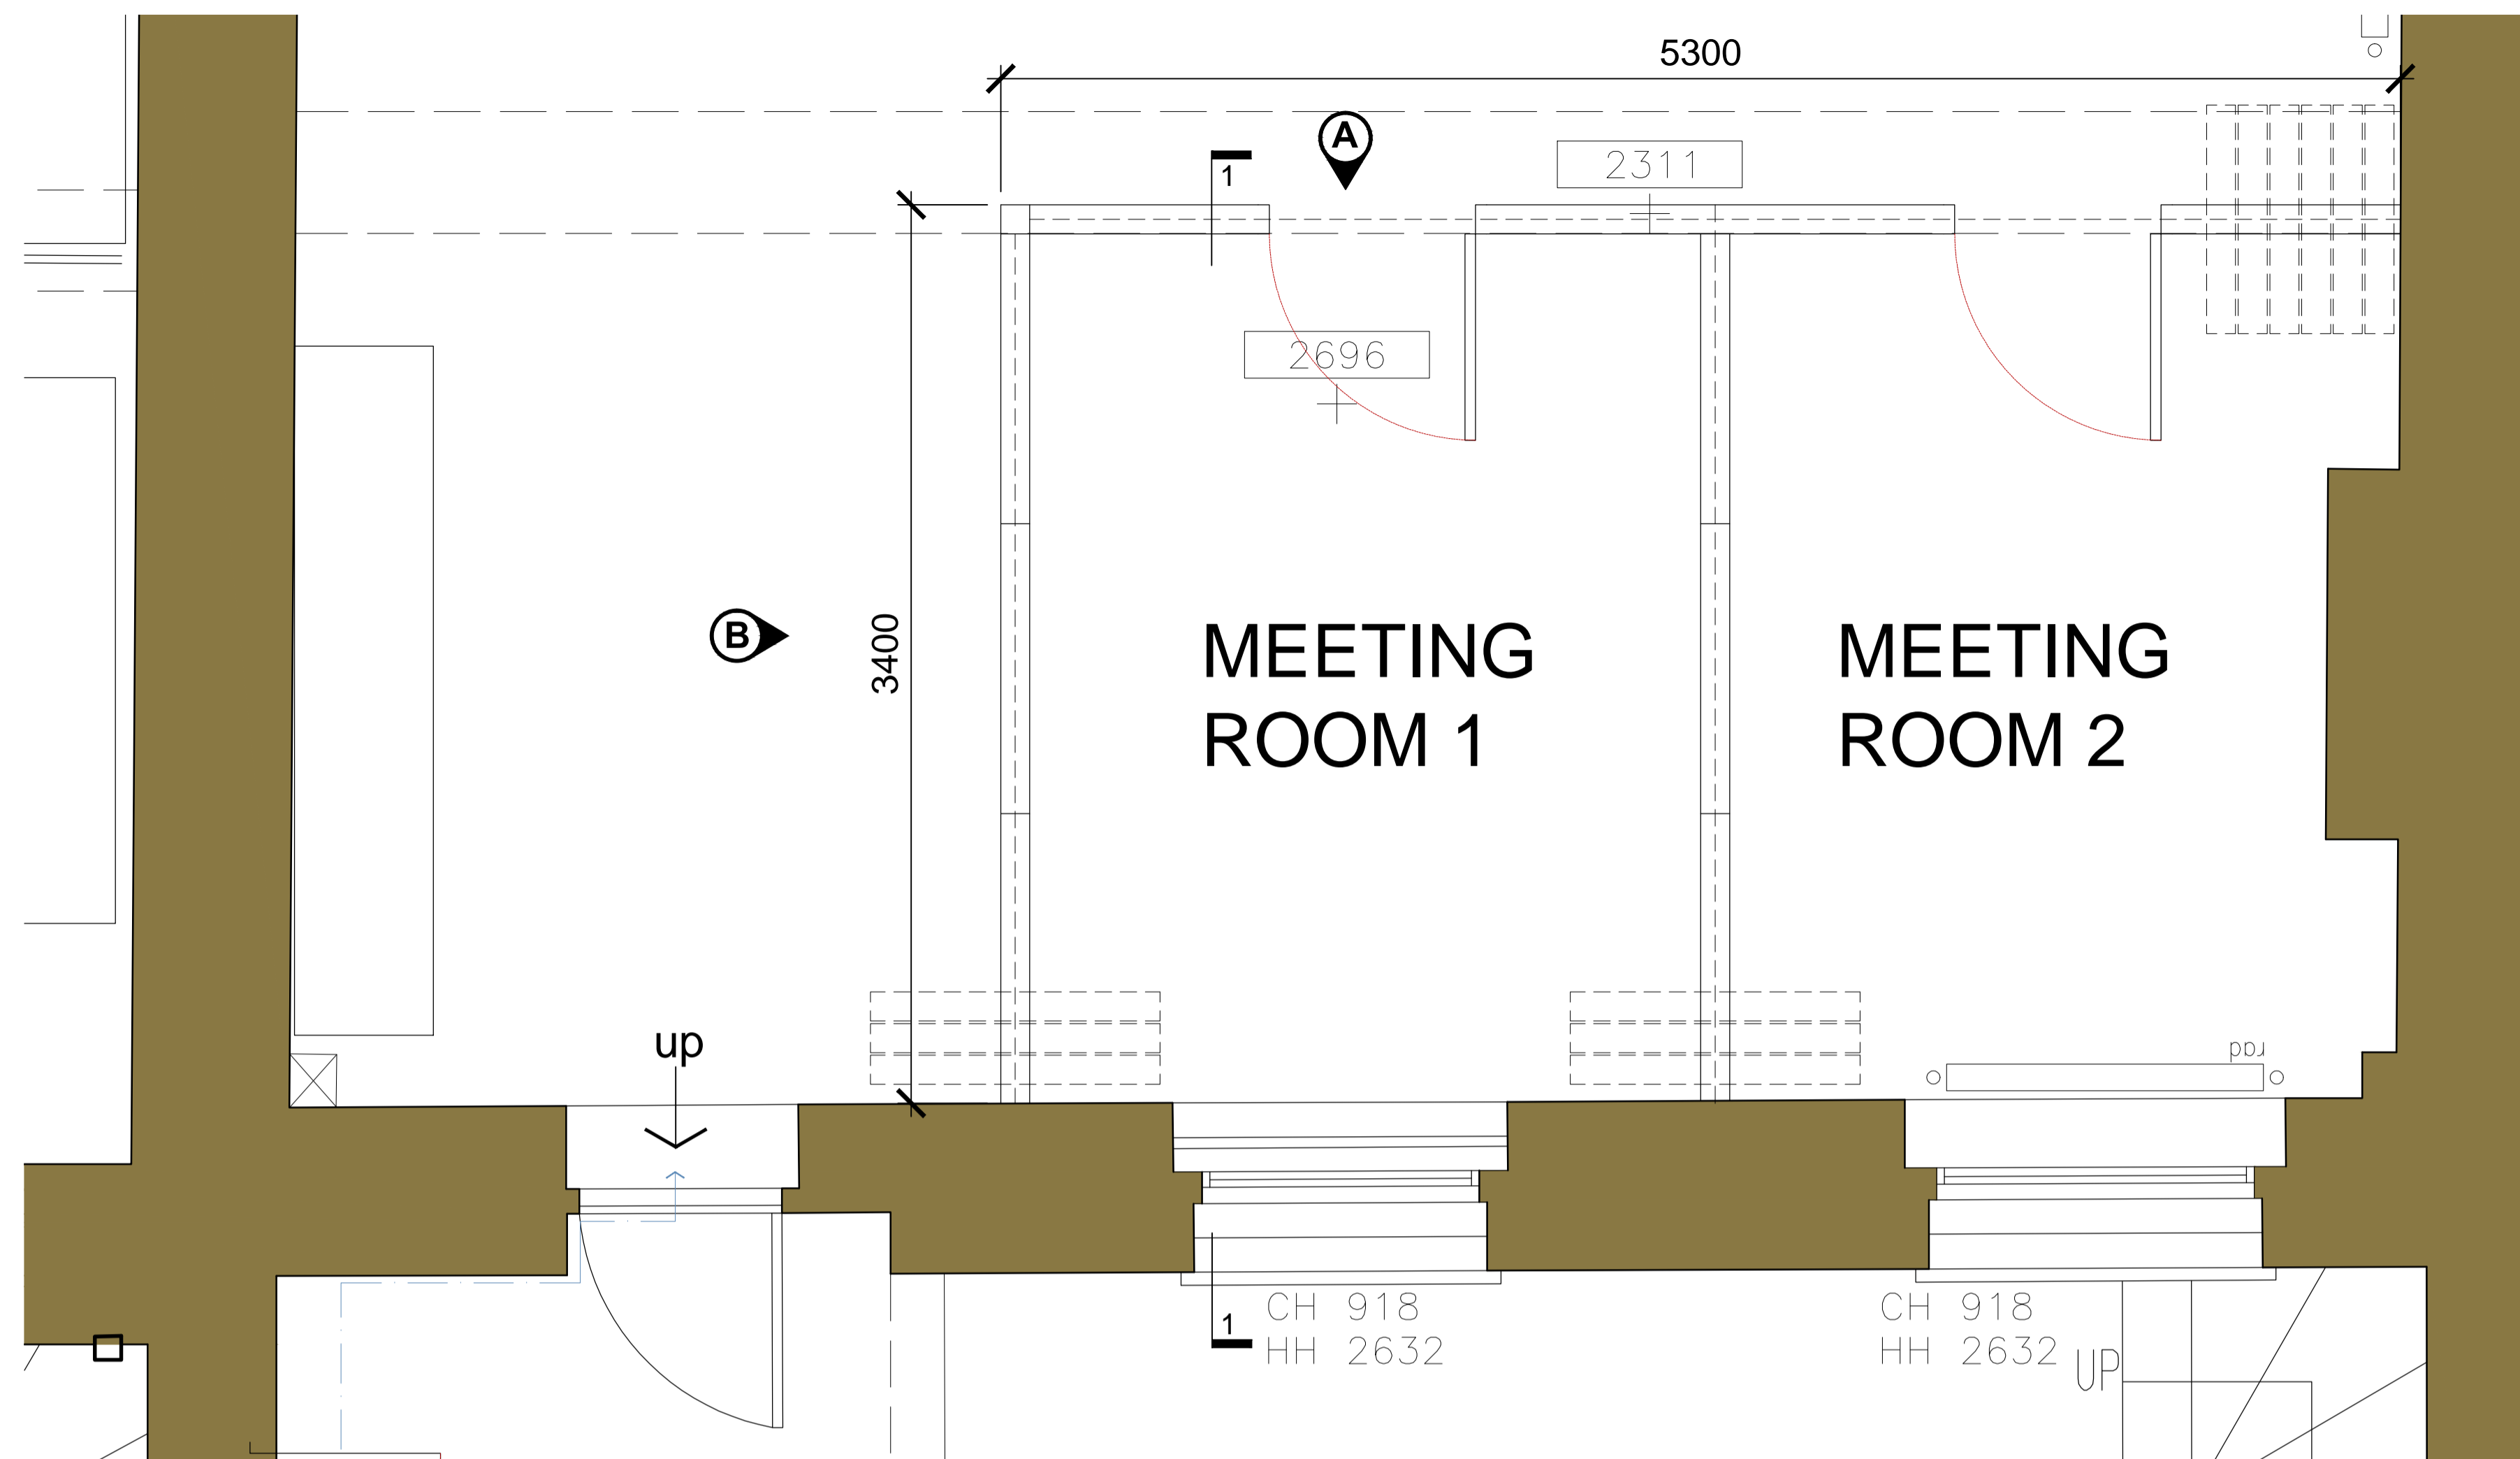 5300
A
1
2311
2696
B
3400
MEETING
ROOM 1
MEETING
ROOM 2
up
rad
1
CH 918
HH 2632
CH 918
HH 2632
UP